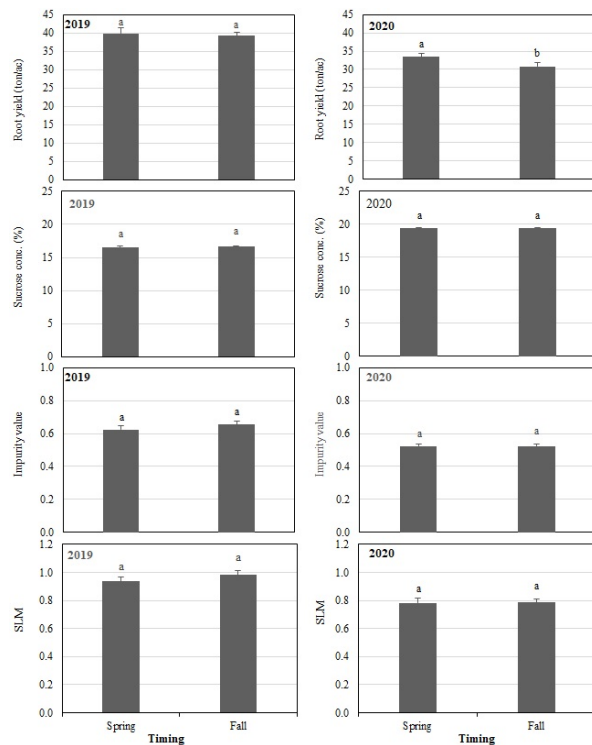 45
40
35
30
25
20
15
10
5
0
Root yield (ton/ac)
2019
a
a
45
40
35
30
25
20
15
10
5
0
Root yield (ton/ac)
2020
a
b
25
20
15
10
5
0
Sucrose conc. (%)
2019
a
a
25
20
15
10
5
0
Sucrose conc. (%)
2020
a
a
1.0
0.8
0.6
0.4
0.2
0.0
Impurity value
2019
a
a
1.0
0.8
0.6
0.4
0.2
0.0
Impurity value
2020
a
a
1.2
1.0
0.8
0.6
0.4
0.2
0.0
SLM
2019
a
a
Spring
Fall
Timing
1.2
1.0
0.8
0.6
0.4
0.2
0.0
SLM
2020
a
a
Spring
Fall
Timing